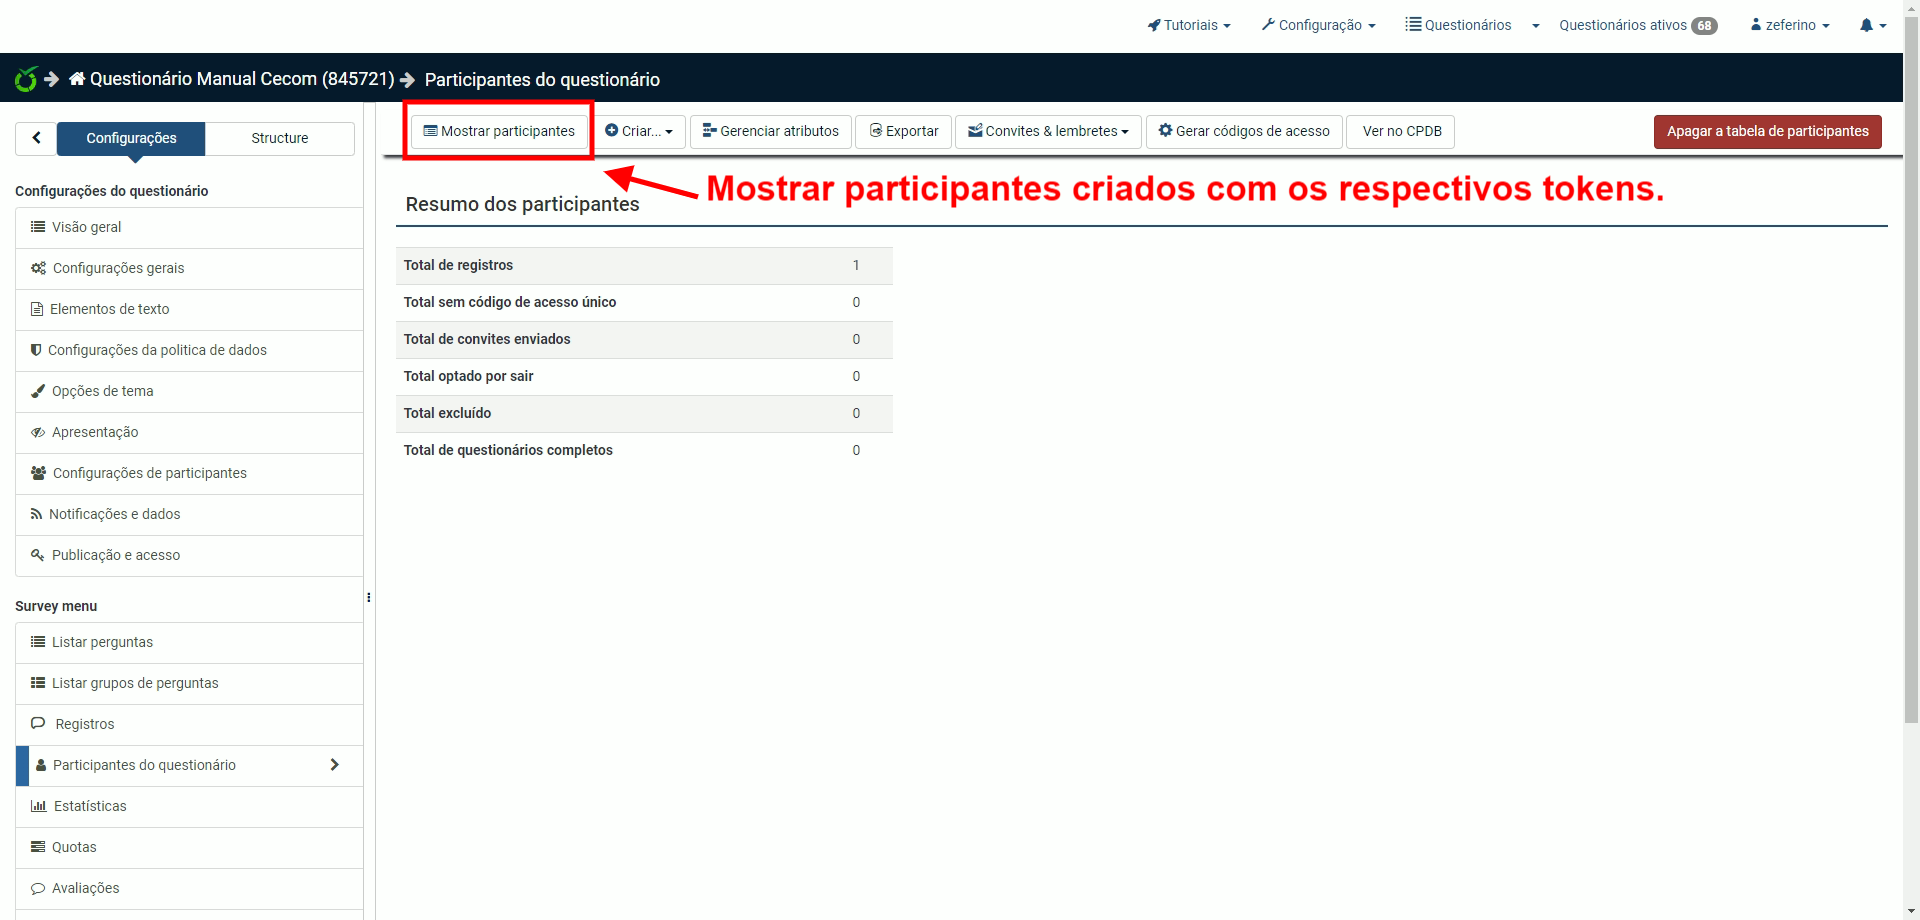 Tutoriais
Configuração
Questionários
Questionários ativos 68
zeferino
Questionário Manual Cecom (845721)
Participantes do questionário
Configurações
Structure
Mostrar participantes
Criar...
Gerenciar atributos
Exportar
Convites & lembretes
Gerar códigos de acesso
Ver no CPDB
Apagar a tabela de participantes
Mostrar participantes criados com os respectivos tokens.
Configurações do questionário
Visão geral
Configurações gerais
Elementos de texto
Configurações da politica de dados
Opções de tema
Apresentação
Configurações de participantes
Notificações e dados
Publicação e acesso
Survey menu
Listar perguntas
Listar grupos de perguntas
Registros
Participantes do questionário
Estatísticas
Quotas
Avaliações
Resumo dos participantes
Total de registros 1
Total sem código de acesso único 0
Total de convites enviados 0
Total optado por sair 0
Total excluído 0
Total de questionários completos 0